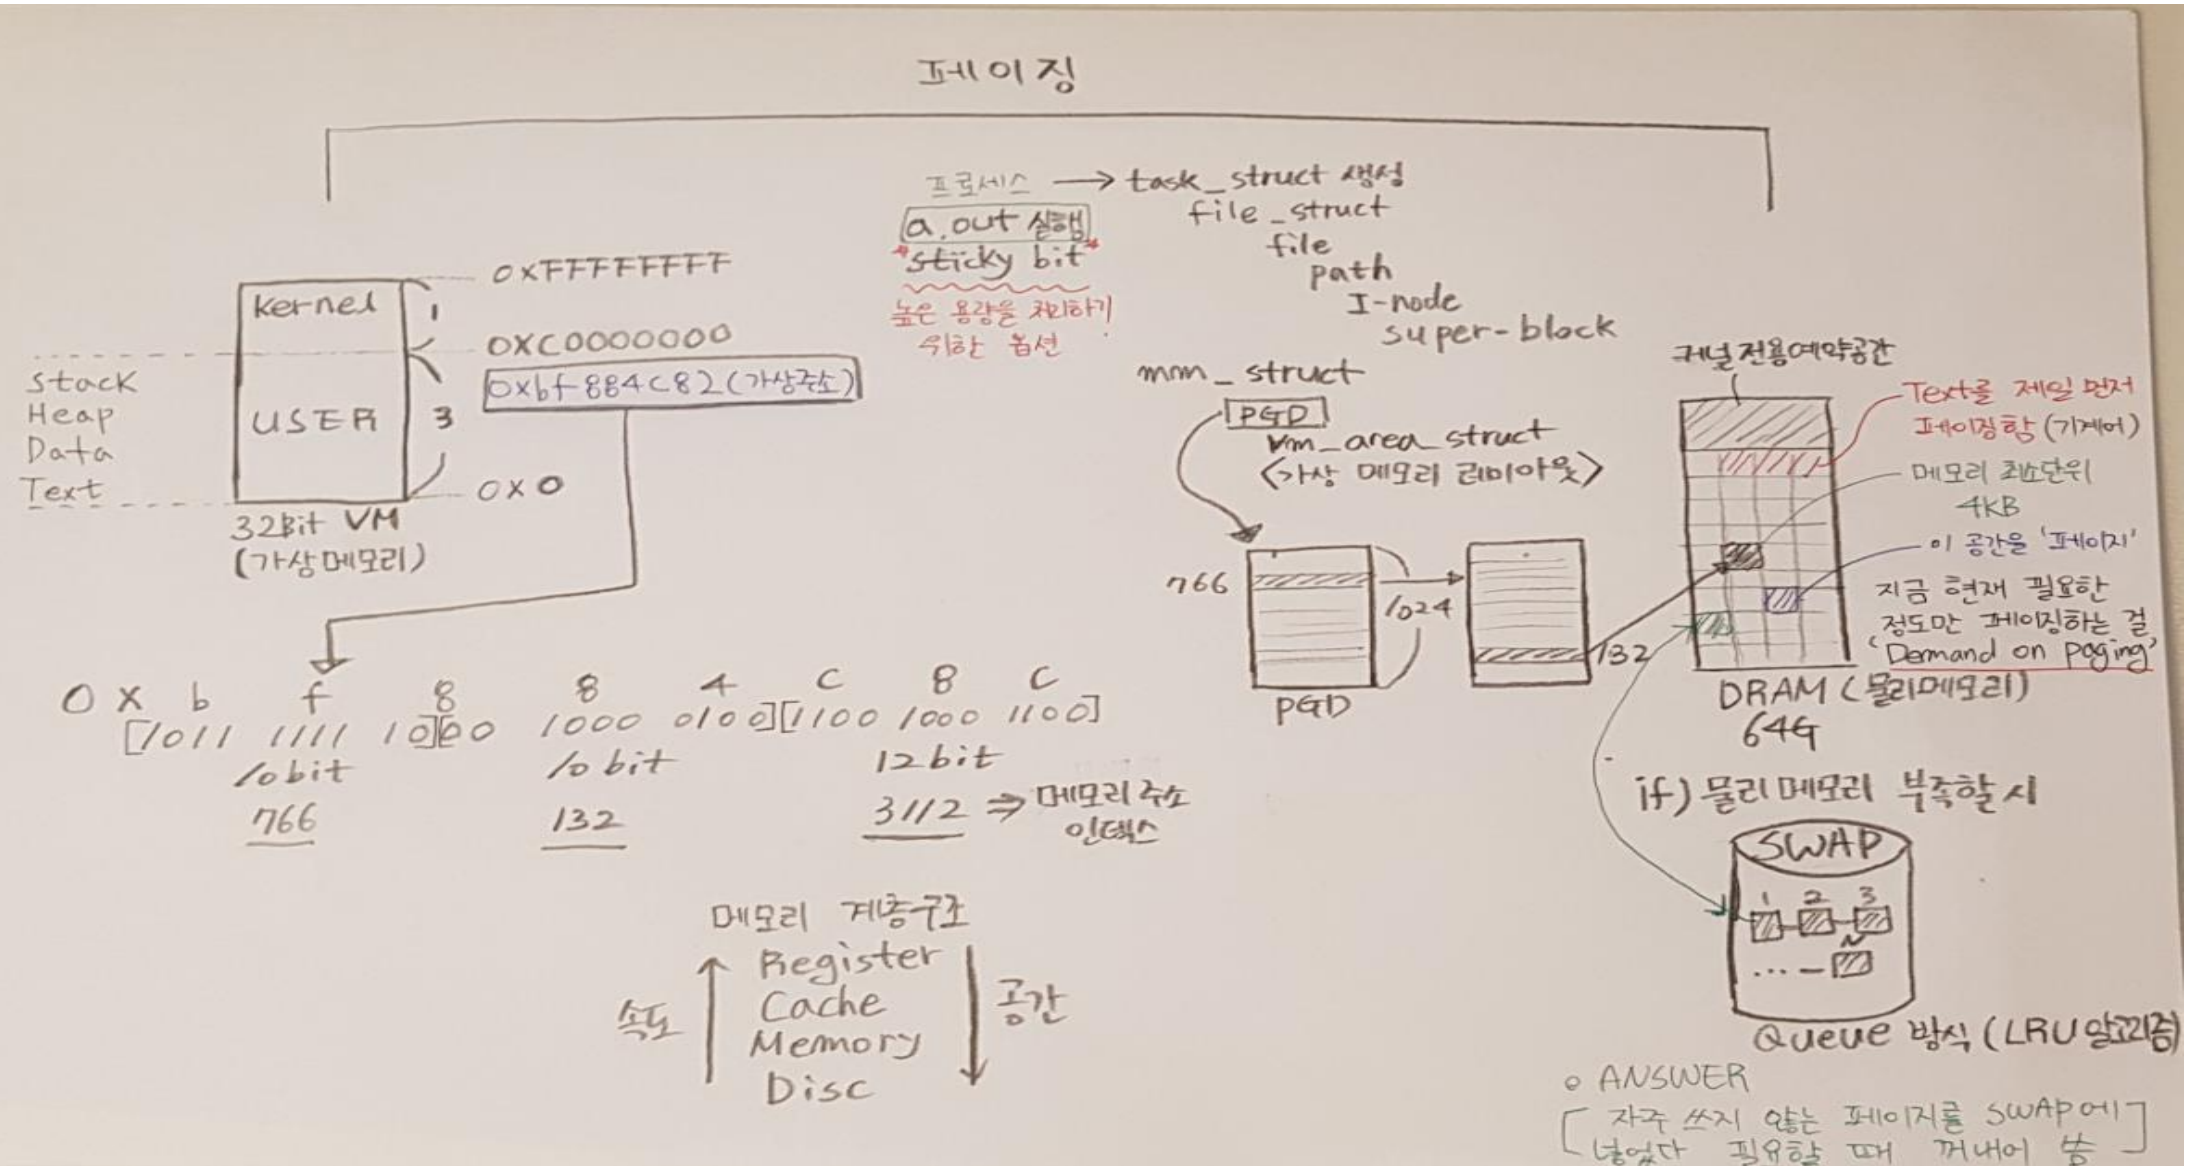 페이징
프로세스 → task_struct 생성
a.out 실행
file_struct
*sticky bit*
file
path
I-node
super-block
높은 용량을 처리하기
위한 옵션
0xFFFFFFFF
kernel
1
0XC0000000
0xbf884c82(가상주소)
Stack
Heap
Data
Text
USER
3
0X0
32Bit VM
(가상메모리)
mm_struct
PGD
vm_area_struct
<가상 메모리 레이아웃>
766
1024
132
PGD
커널전용예약공간
Text를 제일 먼저
페이징함 (기계어)
메모리 최소단위
4KB
이 공간을 '페이지'
지금 현재 필요한
정도만 페이징하는 걸
'Demand on paging'
DRAM (물리메모리)
64G
0 x b f 8 8 4 C 8 C
[1011 1111 10][00 1000 0100][1100 1000 1100]
10bit 10bit 12bit
766 132 3112 ⇒ 메모리 주소
인덱스
if) 물리메모리 부족할 시
SWAP
1 2 3
N
... -
Queue 방식 (LRU 알고리즘)
메모리 계층구조
Register
Cache
Memory
Disc
속도
공간
o ANSWER
[자주 쓰지 않는 페이지를 SWAP에
넣었다 필요할 때 꺼내어 씀]